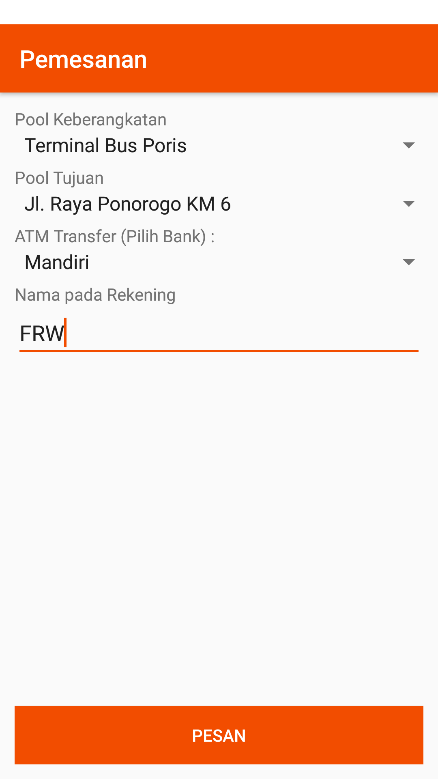 Pemesanan
Pool Keberangkatan
Terminal Bus Poris
Pool Tujuan
Jl. Raya Ponorogo KM 6
ATM Transfer (Pilih Bank) :
Mandiri
Nama pada Rekening
FRW
PESAN